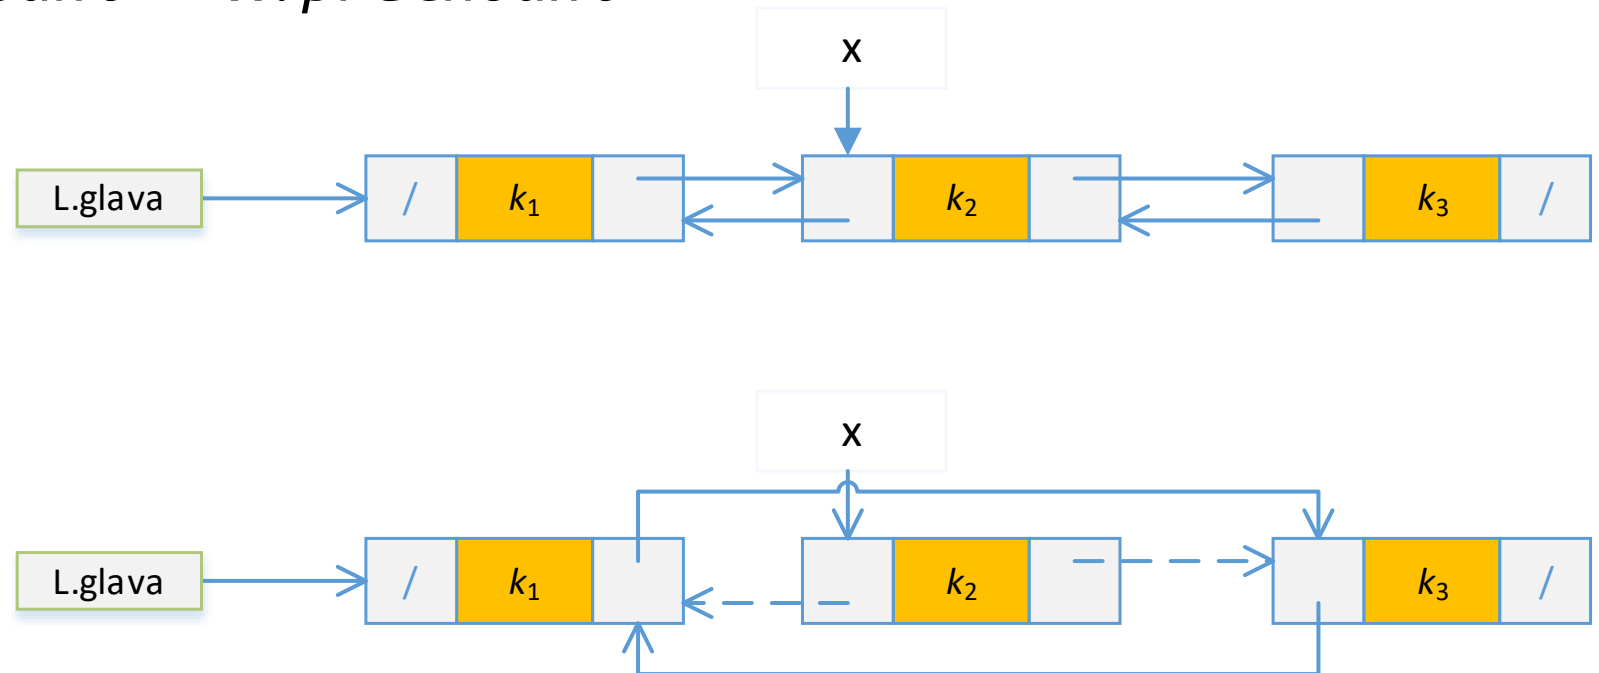 x
L.glava / k₁ k₂ k₃ /
x
L.glava / k₁ k₂ k₃ /